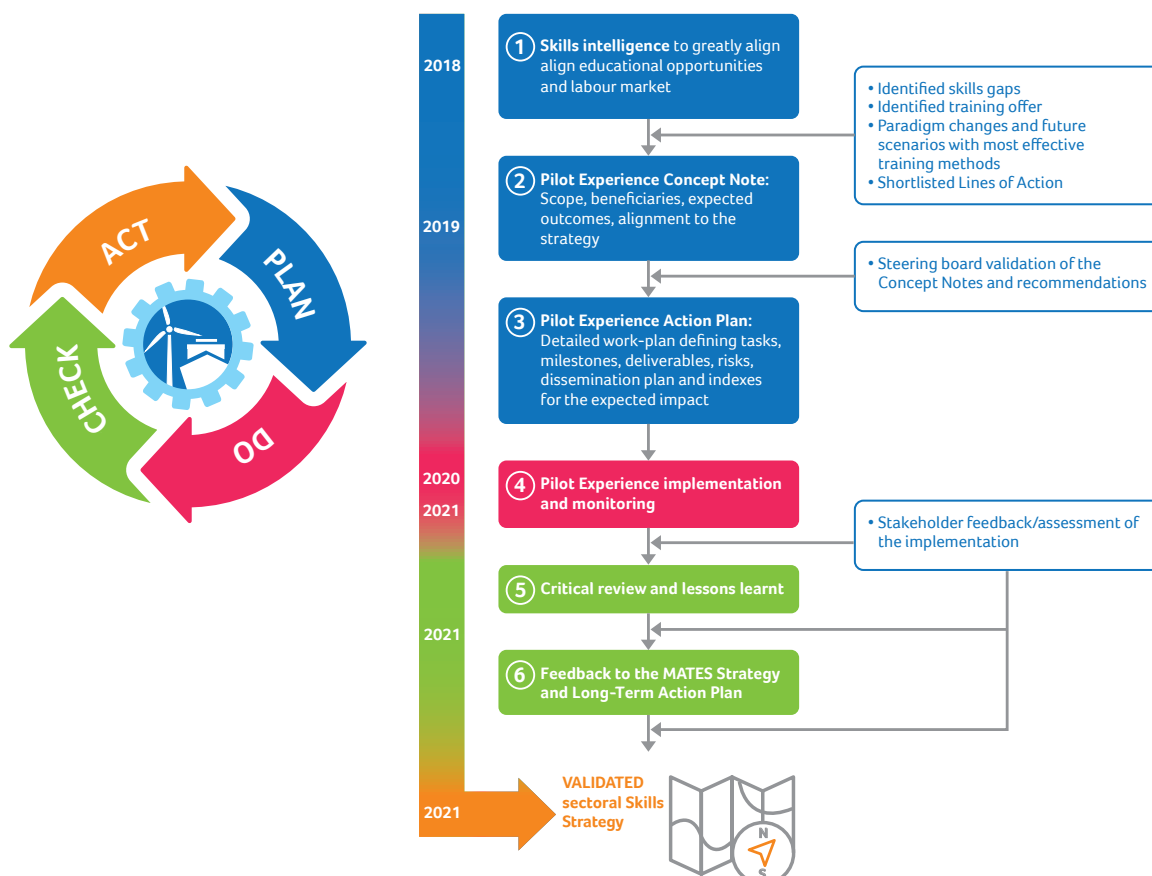 ACT
PLAN
DO
CHECK
2018
2019
2020
2021
2021
2021
1 Skills intelligence to greatly align
align educational opportunities
and labour market
• Identified skills gaps
• Identified training offer
• Paradigm changes and future
scenarios with most effective
training methods
• Shortlisted Lines of Action
2 Pilot Experience Concept Note:
Scope, beneficiaries, expected
outcomes, alignment to the
strategy
• Steering board validation of the
Concept Notes and recommendations
3 Pilot Experience Action Plan:
Detailed work-plan defining tasks,
milestones, deliverables, risks,
dissemination plan and indexes
for the expected impact
4 Pilot Experience implementation
and monitoring
• Stakeholder feedback/assessment of
the implementation
5 Critical review and lessons learnt
6 Feedback to the MATES Strategy
and Long-Term Action Plan
VALIDATED
sectoral Skills
Strategy
N
S